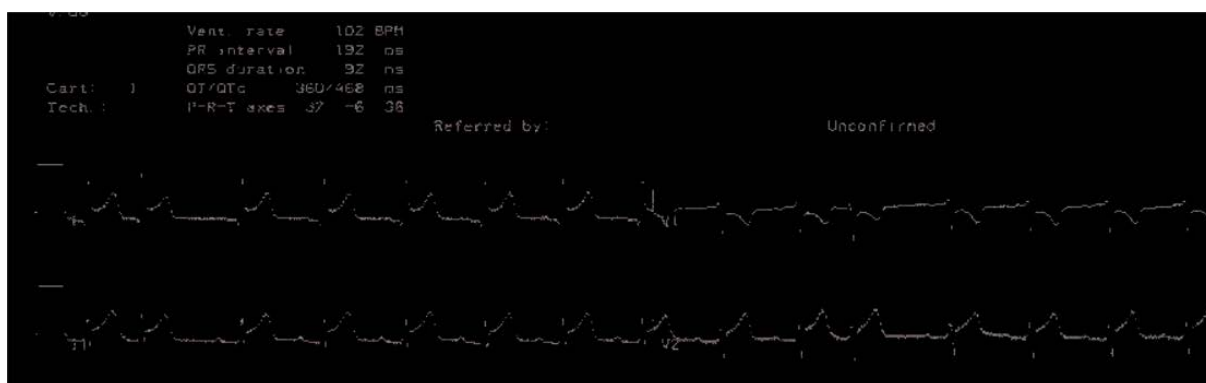 Vent. rate 102 BPM
PR interval 192 ms
QRS duration 92 ms
Cart: 1 QT/QTc 360/468 ms
Tech.: P-R-T axes 37 -6 36
Referred by: Unconfirmed
V2